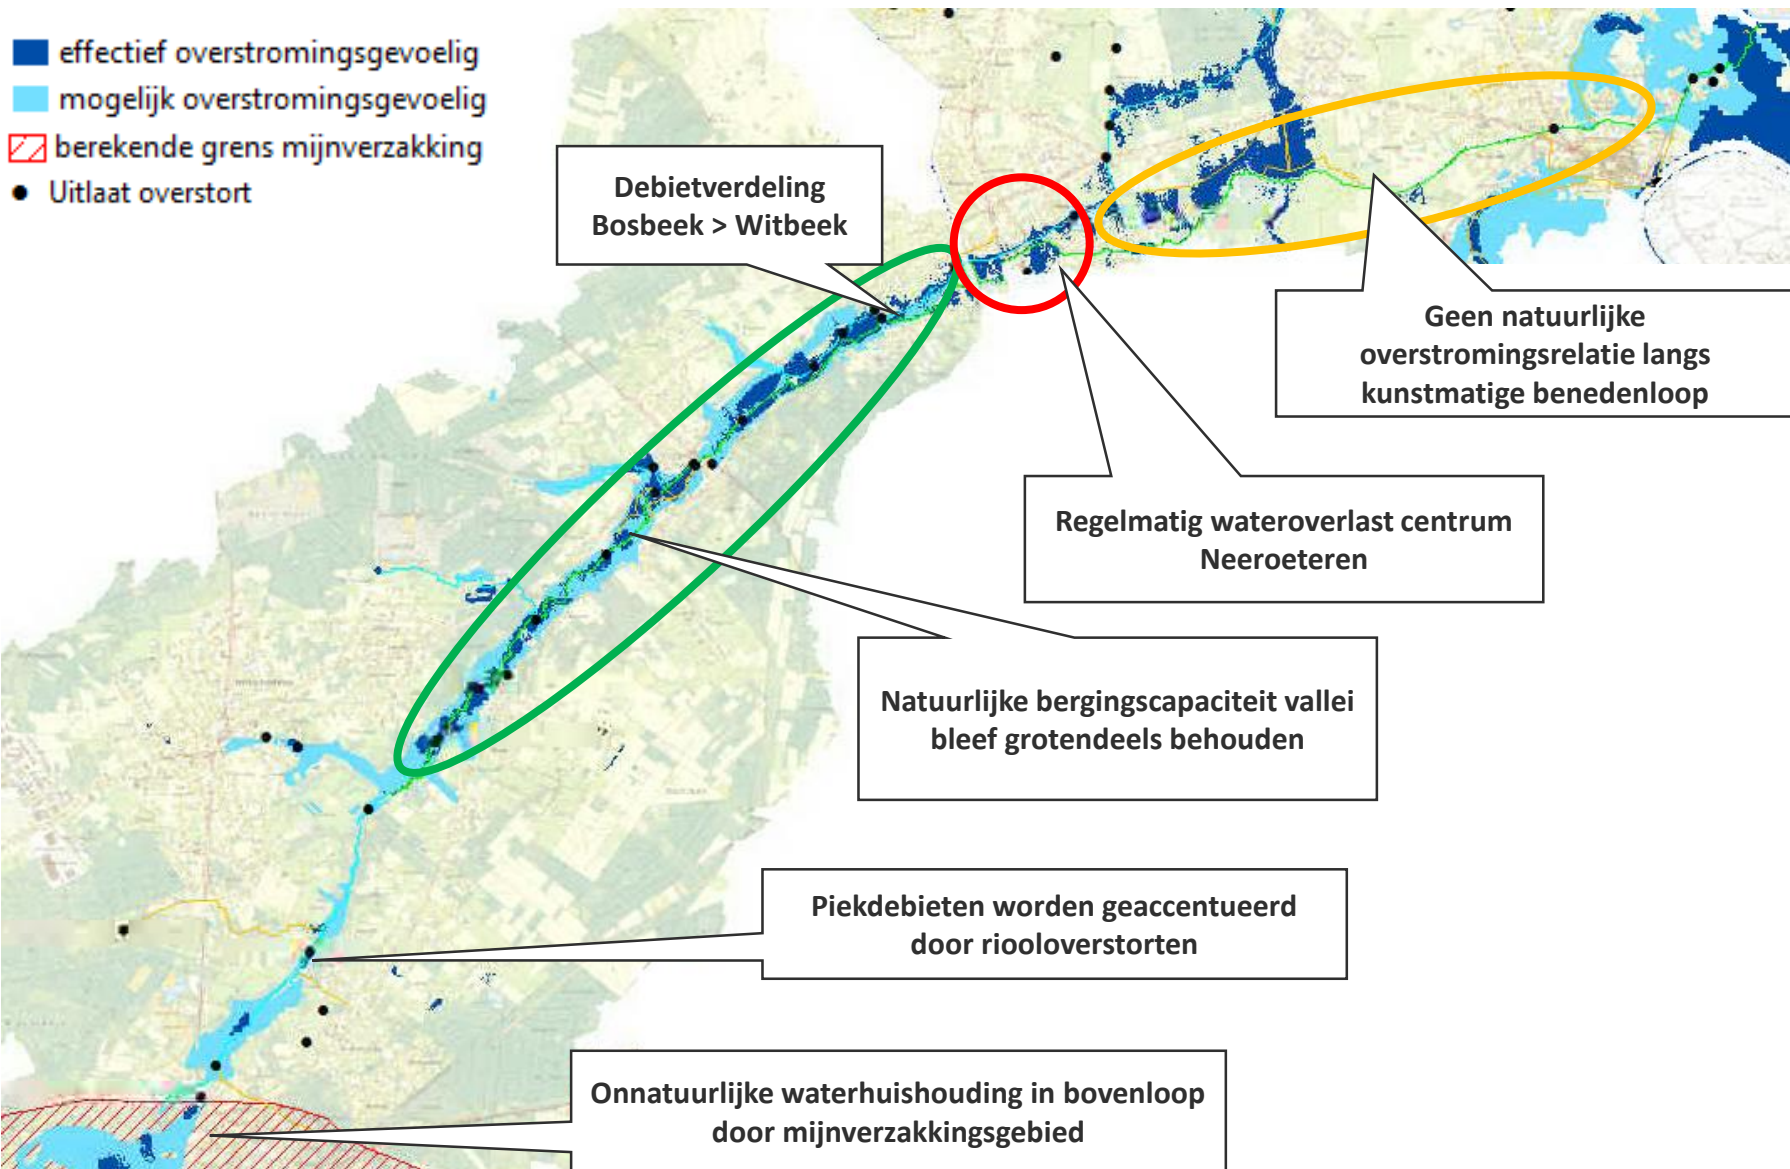 effectief overstromingsgevoelig
mogelijk overstromingsgevoelig
berekende grens mijnverzakking
Uitlaat overstort
Debietverdeling
Bosbeek > Witbeek
Geen natuurlijke
overstromingsrelatie langs
kunstmatige benedenloop
Regelmatig wateroverlast centrum
Neeroeteren
Natuurlijke bergingscapaciteit vallei
bleef grotendeels behouden
Piekdebieten worden geaccentueerd
door riooloverstorten
Onnatuurlijke waterhuishouding in bovenloop
door mijnverzakkingsgebied